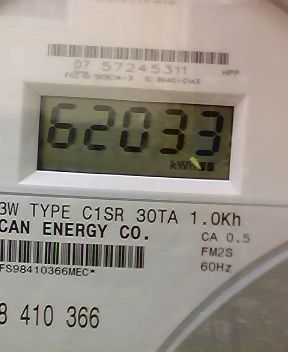 07 57245311
62033
kWh
3W TYPE C1SR 30TA 1.0Kh
CAN ENERGY CO.
CA 0.5
FM2S
60Hz
FS98410366MEC*
8 410 366